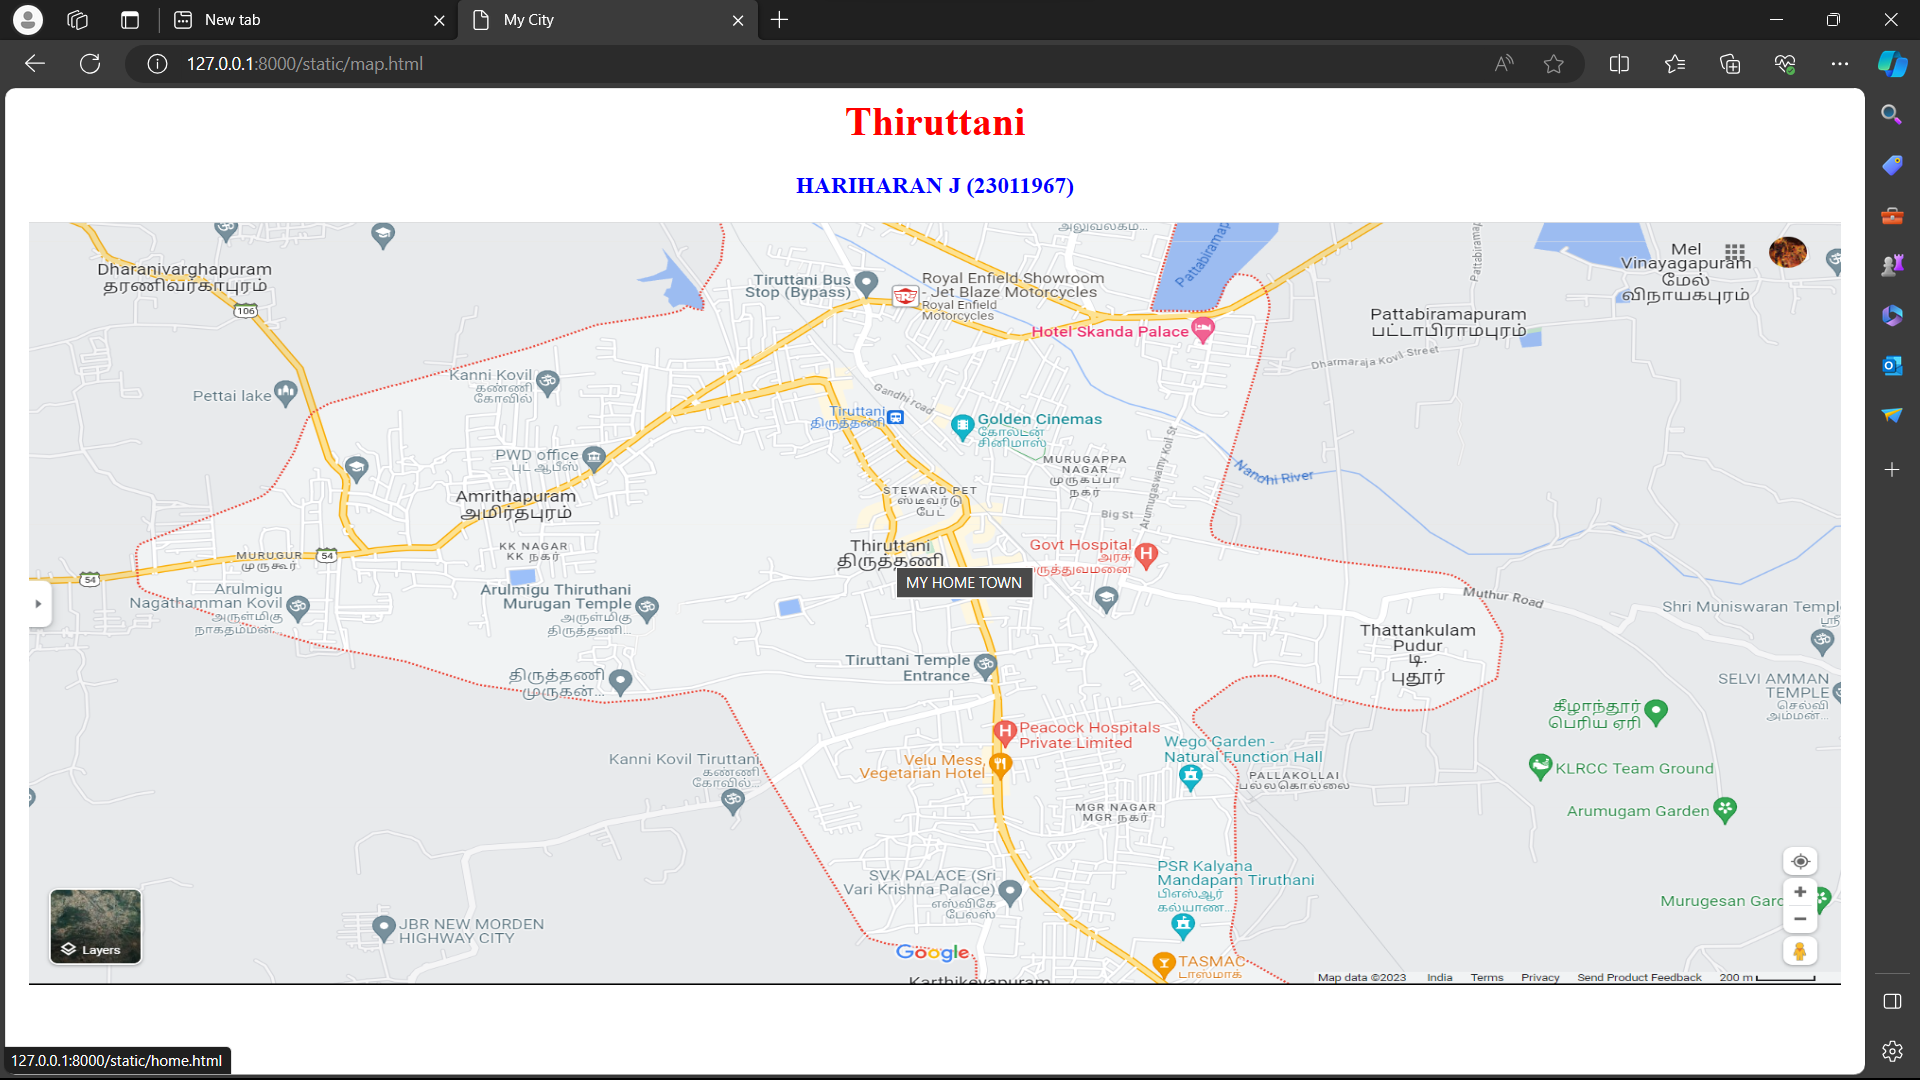 New tab
My City
127.0.0.1:8000/static/map.html
Thiruttani
HARIHARAN J (23011967)
Dharanivarghapuram
தரணிவர்காபுரம்
106
Tiruttani Bus
Stop (Bypass)
Royal Enfield Showroom
- Jet Blaze Motorcycles
Royal Enfield
Motorcycles
Hotel Skanda Palace
Pattabiramapuram
பட்டாபிராமபுரம்
Dharmaraja Kovil Street
Mel
Vinayagapuram
மேல்
விநாயகபுரம்
Pettai lake
Kanni Kovil
கண்ணி
கோவில்
Gandhi road
Tiruttani
திருத்தணி
Golden Cinemas
கோல்டன்
சினிமாஸ்
MURUGAPPA
NAGAR
முருகப்பா
நகர்
Arumugaswamy Koil St
Nandhi River
PWD office
புட் ஆபீஸ்
Amrithapuram
அமிர்தபுரம்
STEWARD PET
ஸ்டீவர்டு
பேட்
Big St
MURUGUR
முருகூர்
54
54
KK NAGAR
KK நகர்
Thiruttani
திருத்தணி
Govt Hospital
அரசு
MY HOME TOWN
Arulmigu
Nagathamman Kovil
அருள்மிகு
நாகதம்மன்...
Arulmigu Thiruthani
Murugan Temple
அருள்மிகு
திருத்தணி...
Muthur Road
Shri Muniswaran Templ
Thattankulam
Pudur
டி.
புதூர்
Tiruttani Temple
Entrance
திருத்தணி
முருகன்...
SELVI AMMAN
TEMPLE
செல்வி
அம்மன்...
கீழாந்தூர்
பெரிய ஏரி
Peacock Hospitals
Private Limited
Wego Garden -
Natural Function Hall
Kanni Kovil Tiruttani
கண்ணி
கோவில்...
Velu Mess,
Vegetarian Hotel
PALLAKOLLAI
பல்லகொல்லை
KLRCC Team Ground
MGR NAGAR
MGR நகர்
Arumugam Garden
PSR Kalyana
Mandapam Tiruthani
பிஎஸ்ஆர்
கல்யாண...
SVK PALACE (Sri
Vari Krishna Palace)
எஸ்விகே
பேலஸ்
Murugesan Gard
JBR NEW MORDEN
HIGHWAY CITY
Layers
Google
TASMAC
டாஸ்மாக்
Karthikeyapuram
Map data ©2023 India Terms Privacy Send Product Feedback 200 m
127.0.0.1:8000/static/home.html